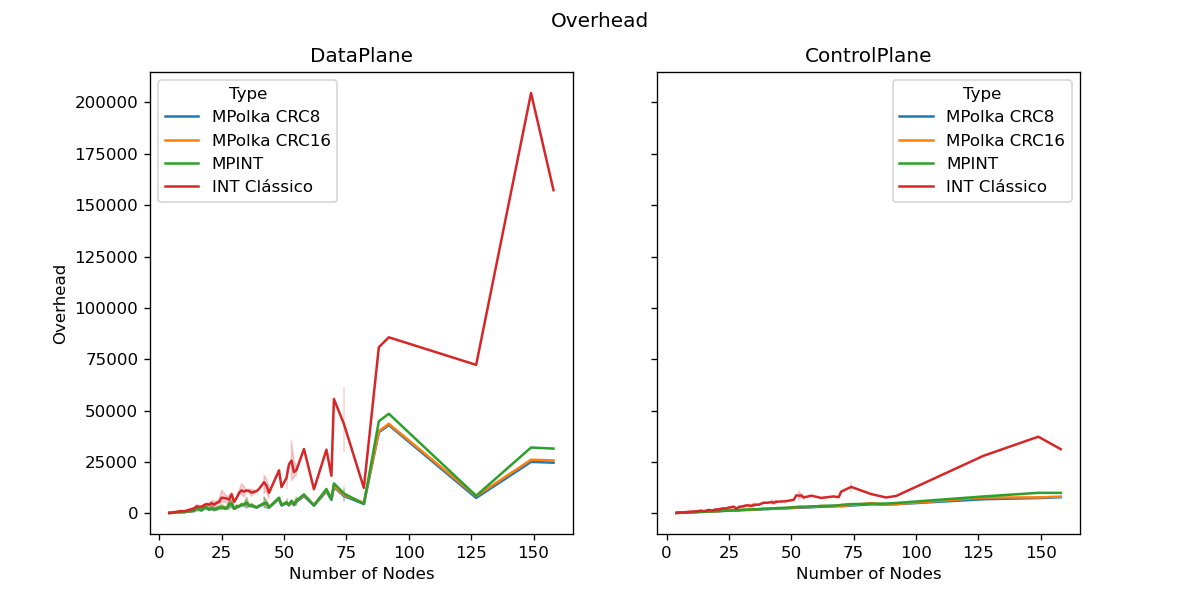 Overhead
DataPlane
Type
MPolka CRC8
MPolka CRC16
MPINT
INT Clássico
200000
175000
150000
125000
100000
75000
50000
25000
0
Overhead
0 25 50 75 100 125 150
Number of Nodes
ControlPlane
Type
MPolka CRC8
MPolka CRC16
MPINT
INT Clássico
0 25 50 75 100 125 150
Number of Nodes